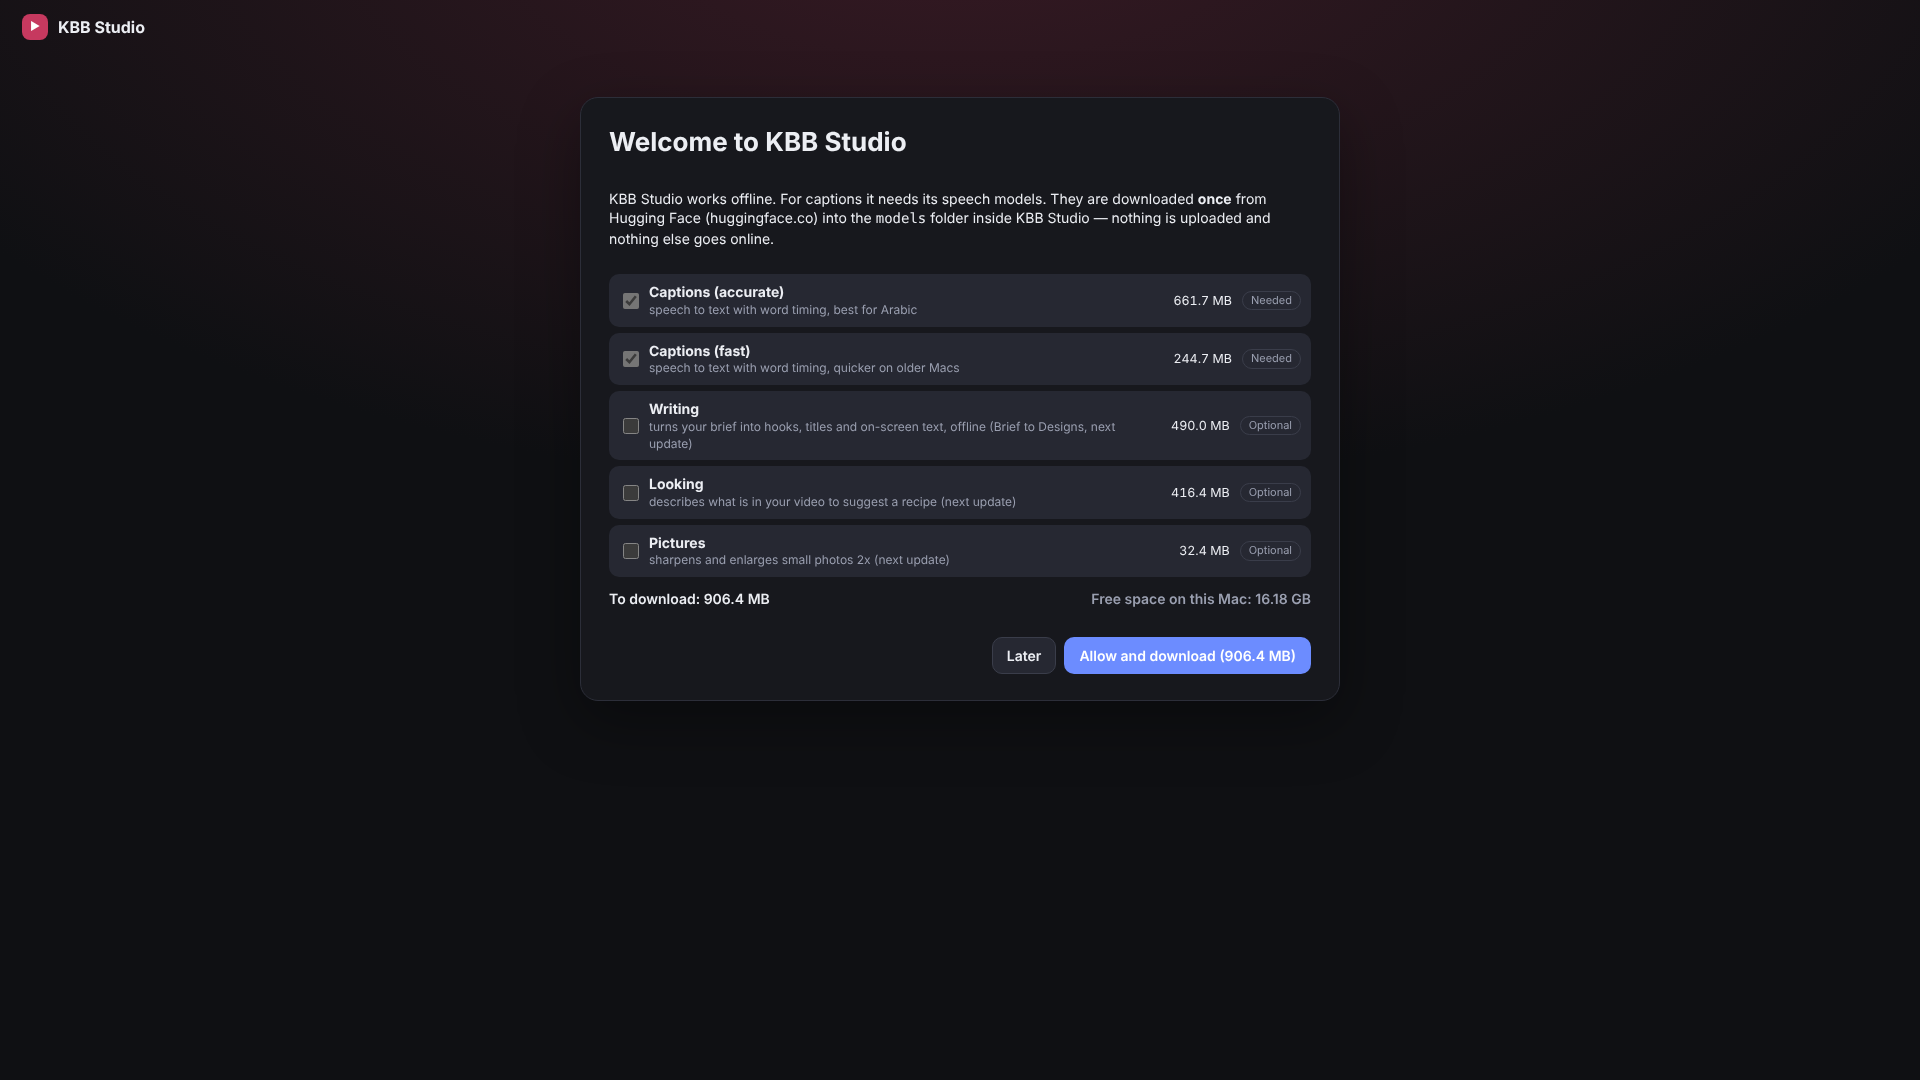 KBB Studio
Welcome to KBB Studio
KBB Studio works offline. For captions it needs its speech models. They are downloaded once from
Hugging Face (huggingface.co) into the models folder inside KBB Studio — nothing is uploaded and
nothing else goes online.
Captions (accurate)
speech to text with word timing, best for Arabic
661.7 MB Needed
Captions (fast)
speech to text with word timing, quicker on older Macs
244.7 MB Needed
Writing
turns your brief into hooks, titles and on-screen text, offline (Brief to Designs, next
update)
490.0 MB Optional
Looking
describes what is in your video to suggest a recipe (next update)
416.4 MB Optional
Pictures
sharpens and enlarges small photos 2x (next update)
32.4 MB Optional
To download: 906.4 MB Free space on this Mac: 16.18 GB
Later Allow and download (906.4 MB)